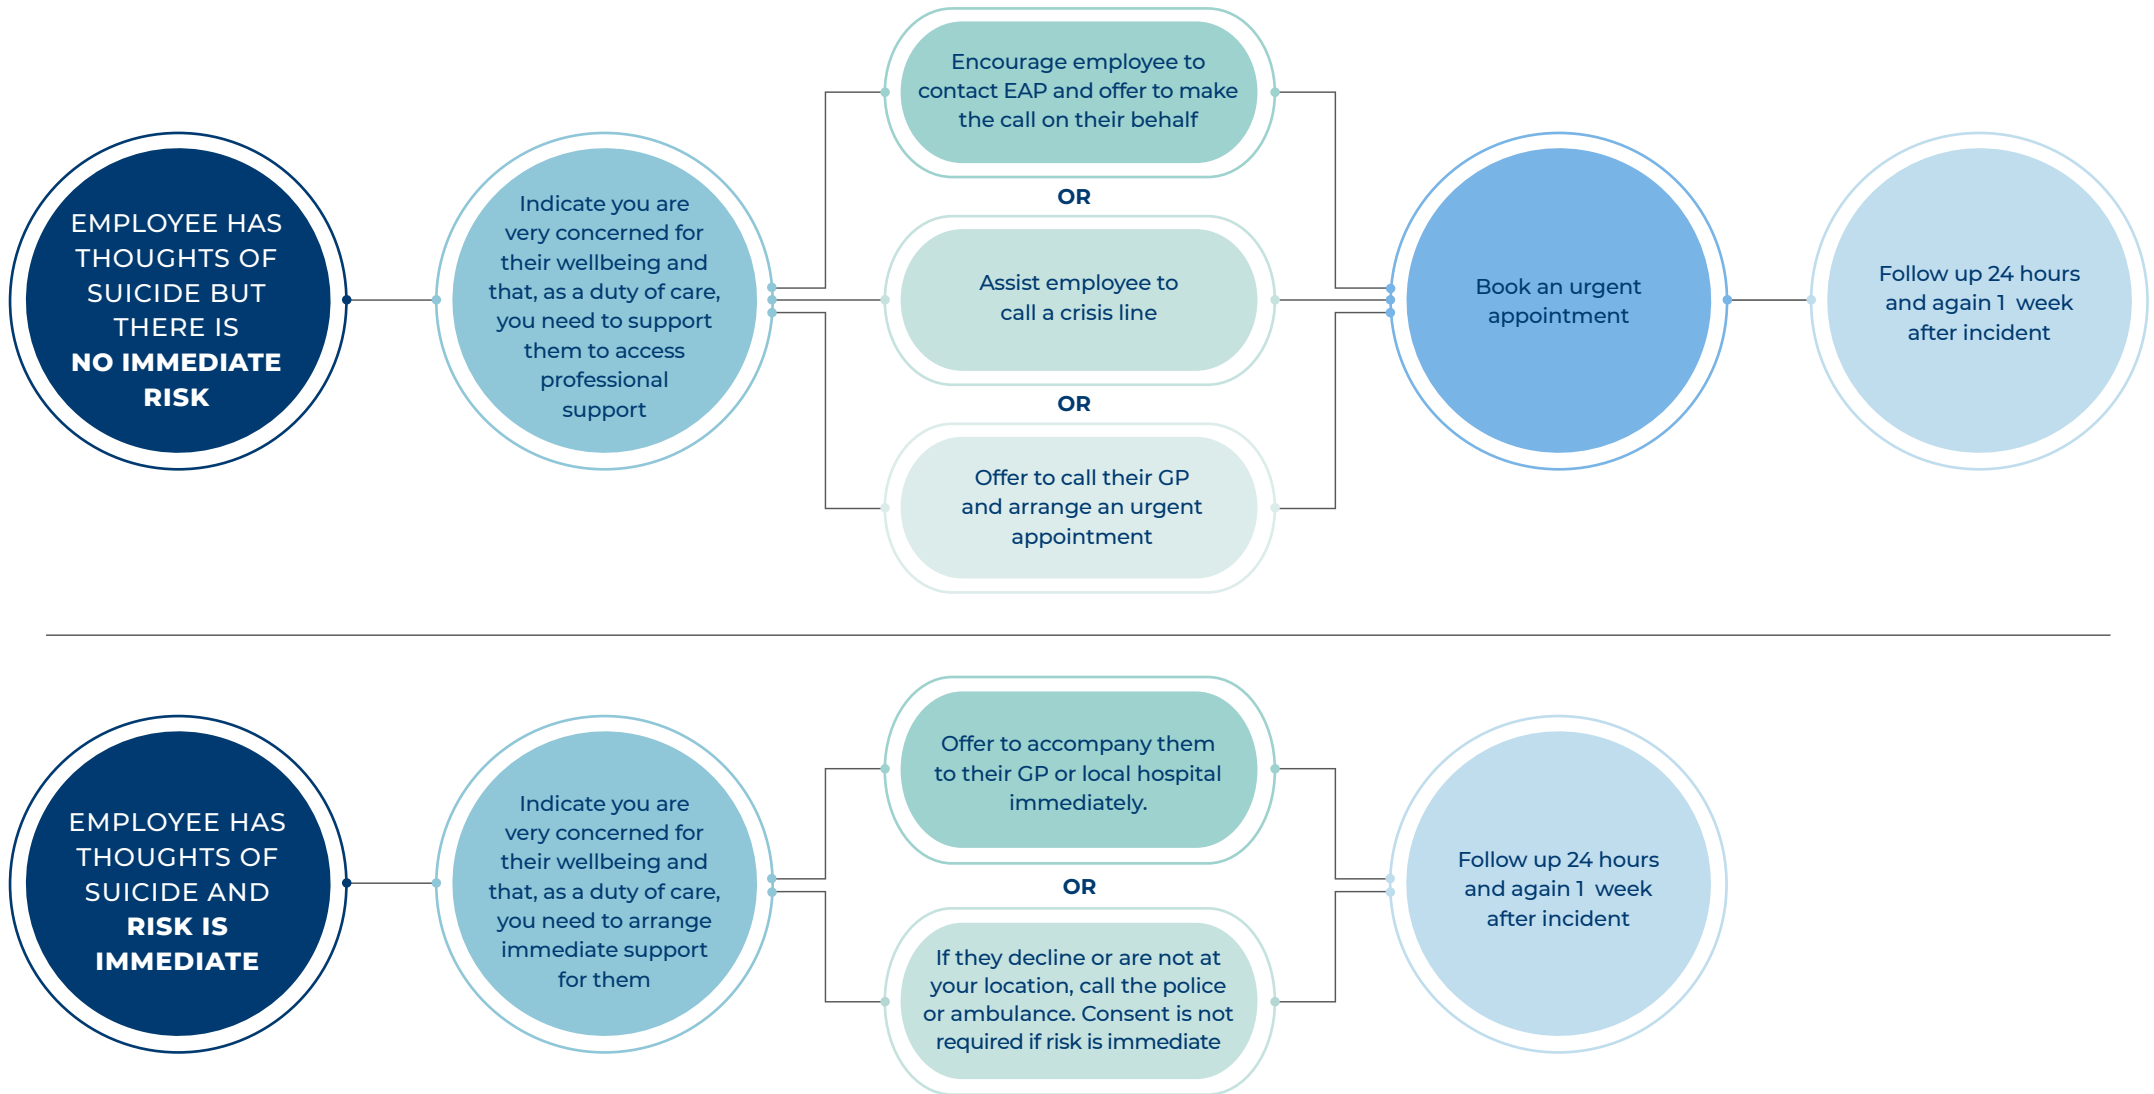 EMPLOYEE HAS
THOUGHTS OF
SUICIDE BUT
THERE IS
NO IMMEDIATE
RISK
Indicate you are
very concerned for
their wellbeing and
that, as a duty of care,
you need to support
them to access
professional
support
Encourage employee to
contact EAP and offer to make
the call on their behalf
OR
Assist employee to
call a crisis line
OR
Offer to call their GP
and arrange an urgent
appointment
Book an urgent
appointment
Follow up 24 hours
and again 1 week
after incident
EMPLOYEE HAS
THOUGHTS OF
SUICIDE AND
RISK IS
IMMEDIATE
Indicate you are
very concerned for
their wellbeing and
that, as a duty of care,
you need to arrange
immediate support
for them
Offer to accompany them
to their GP or local hospital
immediately.
OR
If they decline or are not at
your location, call the police
or ambulance. Consent is not
required if risk is immediate
Follow up 24 hours
and again 1 week
after incident